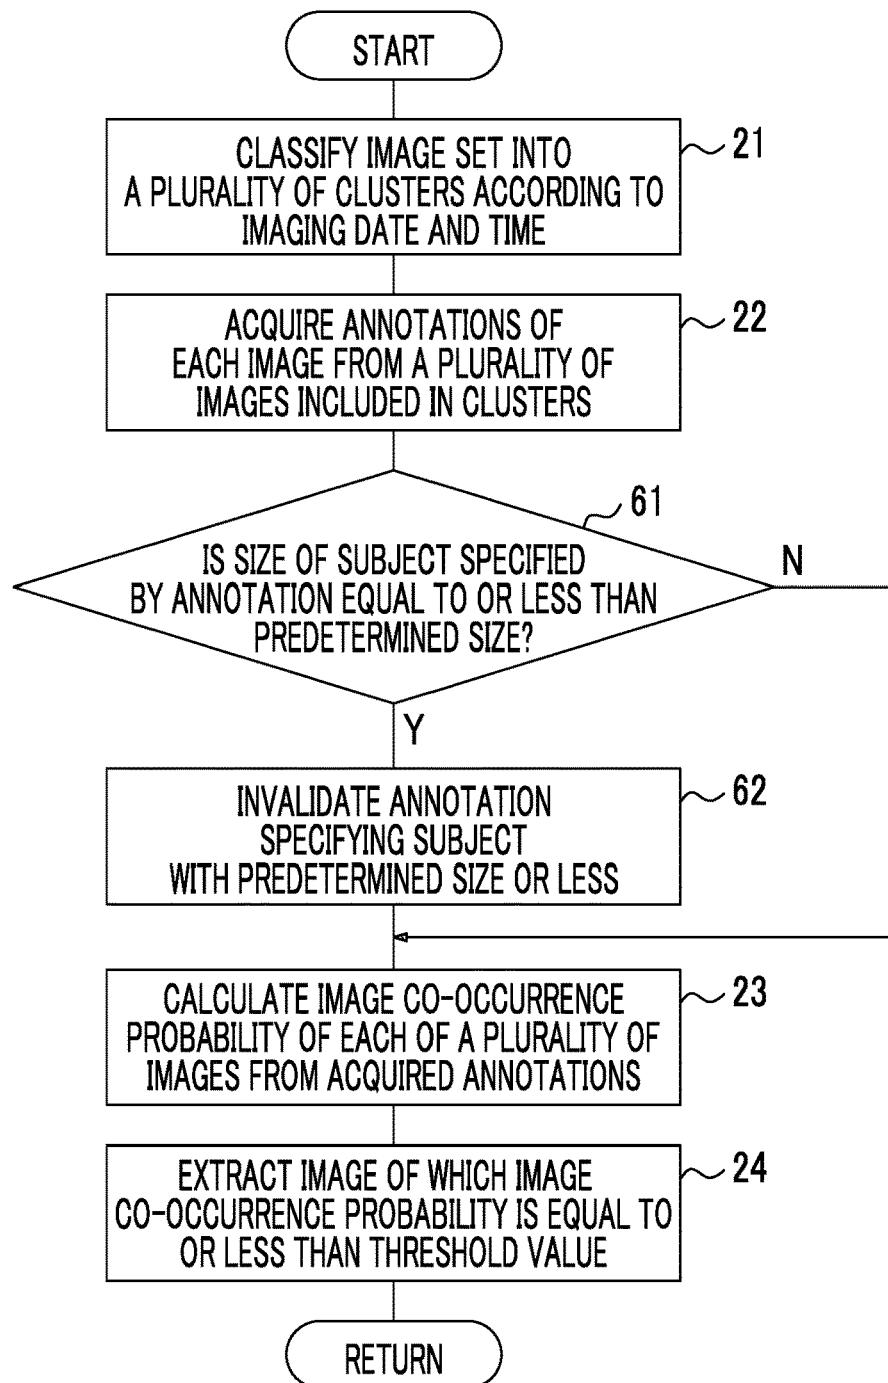 START
CLASSIFY IMAGE SET INTO
A PLURALITY OF CLUSTERS ACCORDING TO
IMAGING DATE AND TIME
21
ACQUIRE ANNOTATIONS OF
EACH IMAGE FROM A PLURALITY OF
IMAGES INCLUDED IN CLUSTERS
22
61
IS SIZE OF SUBJECT SPECIFIED
BY ANNOTATION EQUAL TO OR LESS THAN
PREDETERMINED SIZE?
N
Y
INVALIDATE ANNOTATION
SPECIFYING SUBJECT
WITH PREDETERMINED SIZE OR LESS
62
CALCULATE IMAGE CO-OCCURRENCE
PROBABILITY OF EACH OF A PLURALITY OF
IMAGES FROM ACQUIRED ANNOTATIONS
23
EXTRACT IMAGE OF WHICH IMAGE
CO-OCCURRENCE PROBABILITY IS EQUAL TO
OR LESS THAN THRESHOLD VALUE
24
RETURN